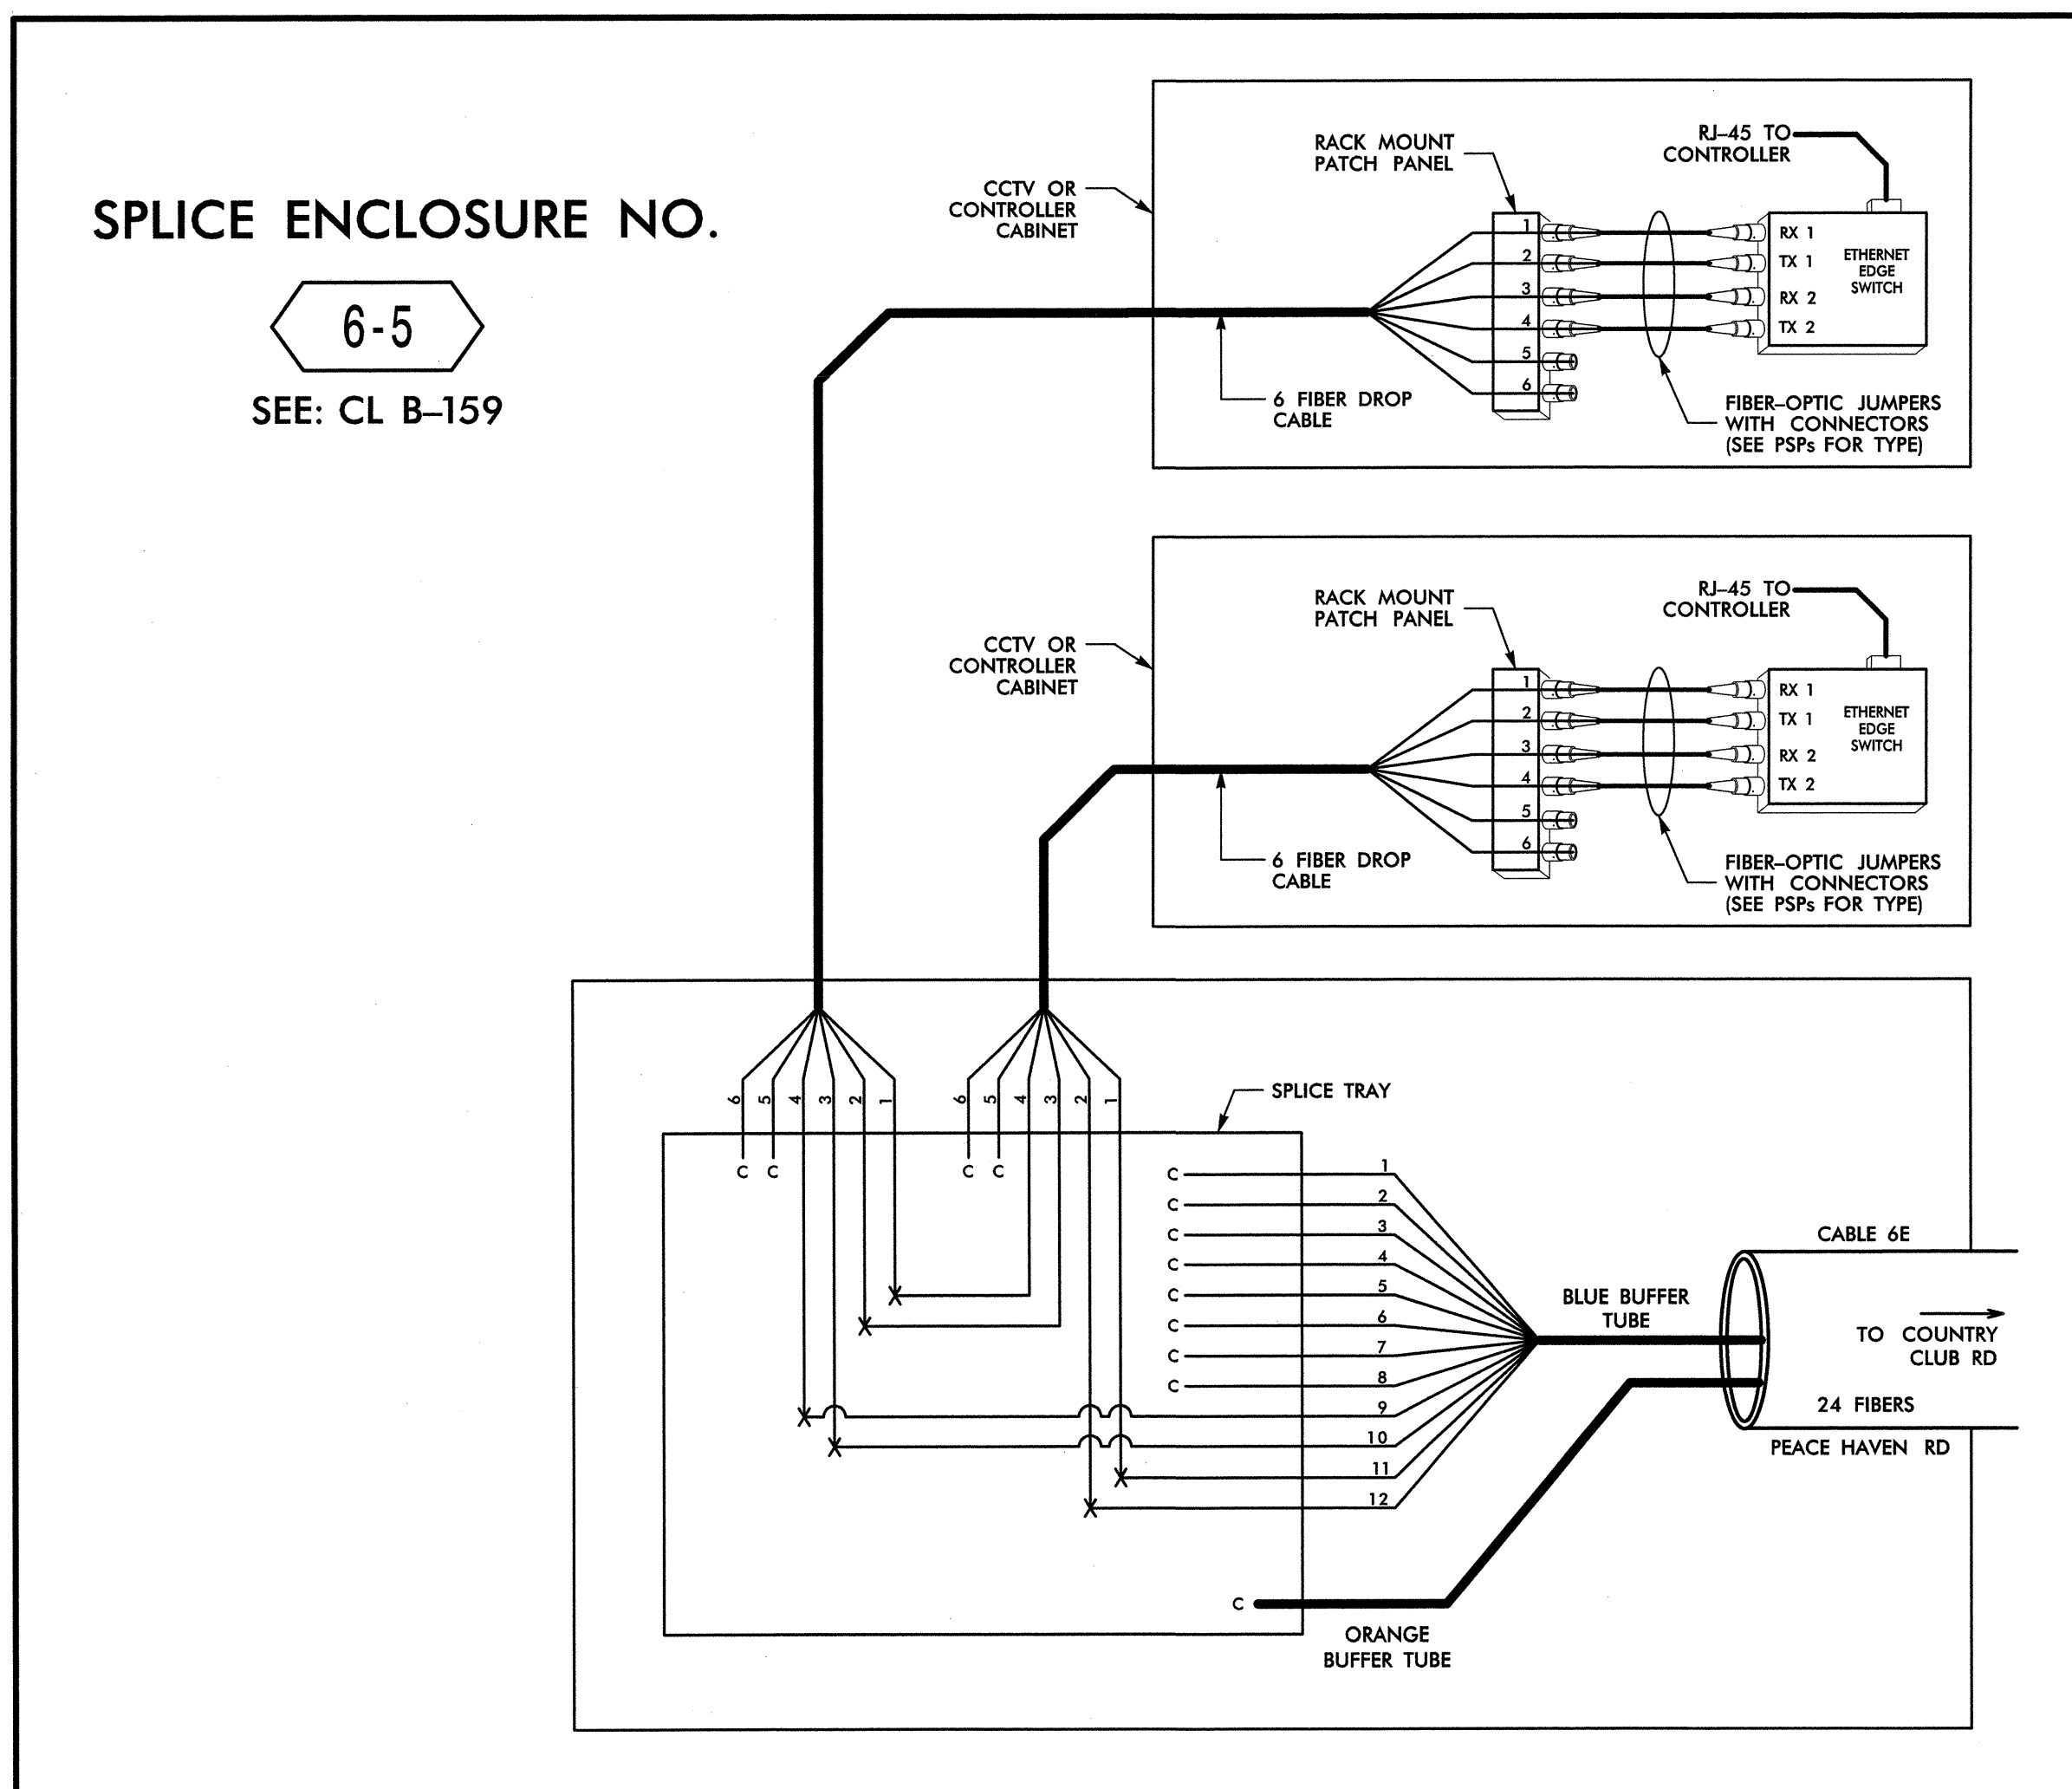 SPLICE ENCLOSURE NO.
6-5
SEE: CL B-159
CCTV OR
CONTROLLER
CABINET
RACK MOUNT
PATCH PANEL
RJ-45 TO
CONTROLLER
1
2
3
4
5
6
RX 1
TX 1
RX 2
TX 2
ETHERNET
EDGE
SWITCH
6 FIBER DROP
CABLE
FIBER-OPTIC JUMPERS
WITH CONNECTORS
(SEE PSPs FOR TYPE)
CCTV OR
CONTROLLER
CABINET
RACK MOUNT
PATCH PANEL
RJ-45 TO
CONTROLLER
1
2
3
4
5
6
RX 1
TX 1
RX 2
TX 2
ETHERNET
EDGE
SWITCH
6 FIBER DROP
CABLE
FIBER-OPTIC JUMPERS
WITH CONNECTORS
(SEE PSPs FOR TYPE)
6 5 4 3 2 1
6 5 4 3 2 1
SPLICE TRAY
C C
C C
C 1
C 2
C 3
C 4
C 5
C 6
C 7
C 8
9
10
11
12
BLUE BUFFER
TUBE
CABLE 6E
TO COUNTRY
CLUB RD
24 FIBERS
PEACE HAVEN RD
C
ORANGE
BUFFER TUBE